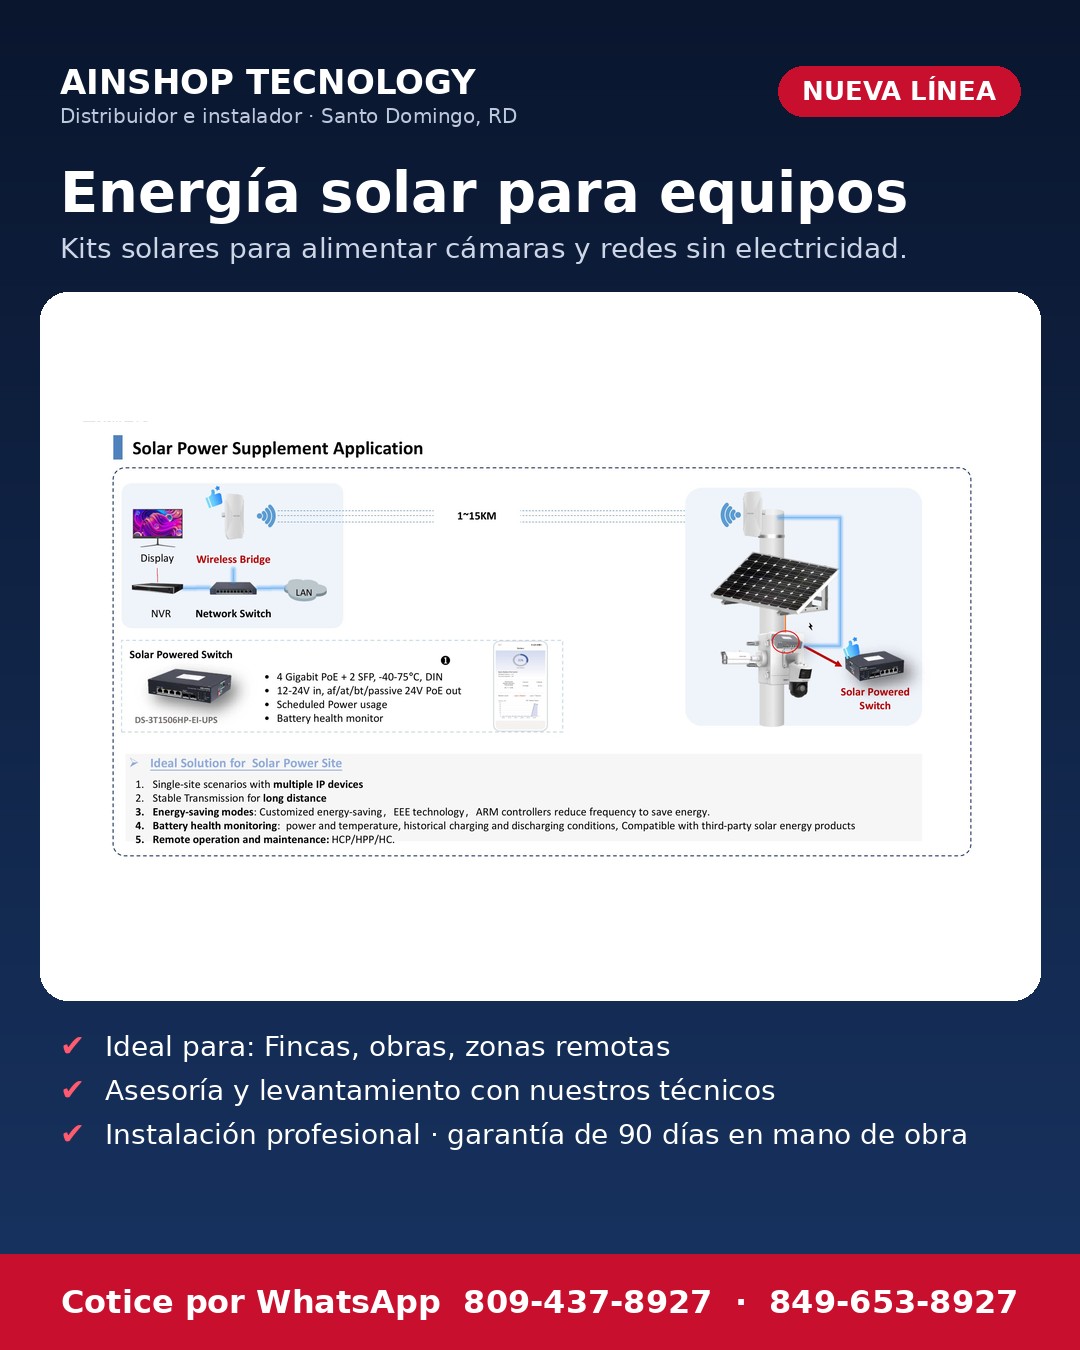 AINSHOP TECNOLOGY
Distribuidor e instalador · Santo Domingo, RD
NUEVA LÍNEA
Energía solar para equipos
Kits solares para alimentar cámaras y redes sin electricidad.
Solar Power Supplement Application
1~15KM
Display
Wireless Bridge
LAN
NVR
Network Switch
Solar Powered Switch
DS-3T1506HP-EI-UPS
❶
• 4 Gigabit PoE + 2 SFP, -40-75°C, DIN
• 12-24V in, af/at/bt/passive 24V PoE out
• Scheduled Power usage
• Battery health monitor
Solar Powered
Switch
➢ Ideal Solution for Solar Power Site
1. Single-site scenarios with multiple IP devices
2. Stable Transmission for long distance
3. Energy-saving modes: Customized energy-saving, EEE technology, ARM controllers reduce frequency to save energy.
4. Battery health monitoring: power and temperature, historical charging and discharging conditions, Compatible with third-party solar energy products
5. Remote operation and maintenance: HCP/HPP/HC.
✔ Ideal para: Fincas, obras, zonas remotas
✔ Asesoría y levantamiento con nuestros técnicos
✔ Instalación profesional · garantía de 90 días en mano de obra
Cotice por WhatsApp 809-437-8927 · 849-653-8927